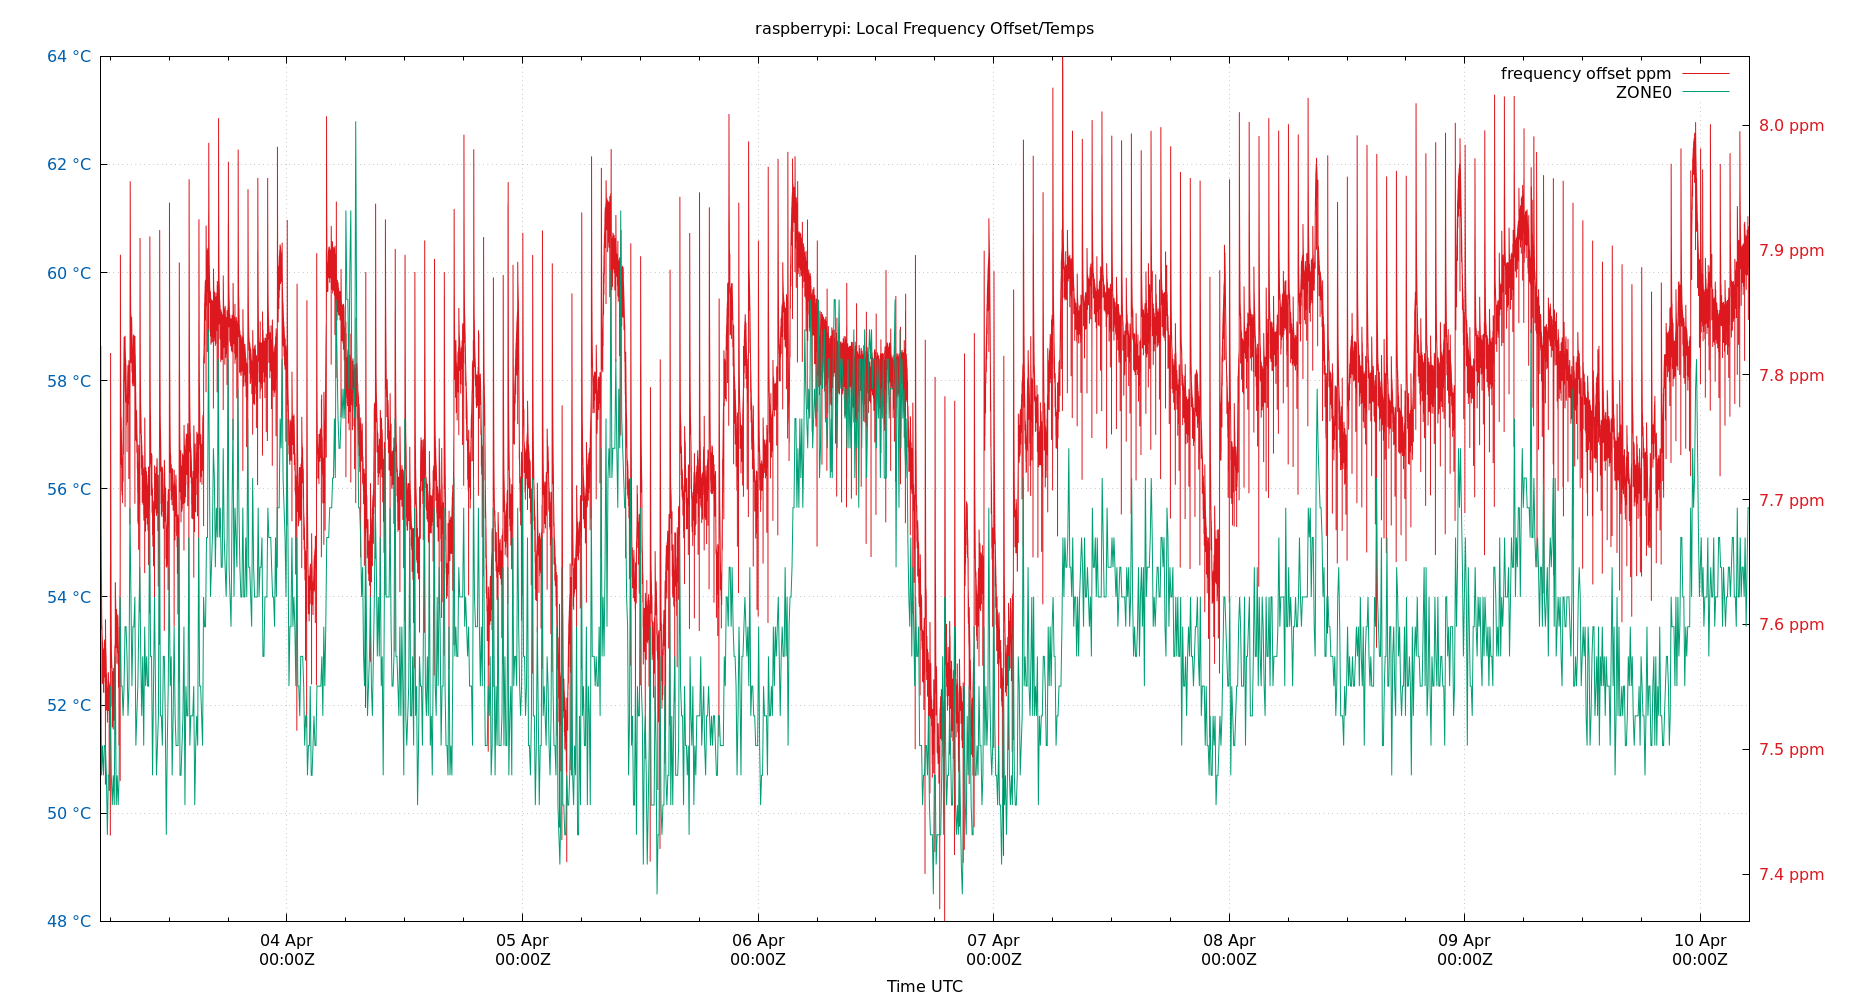 raspberrypi: Local Frequency Offset/Temps
64 °C
62 °C
60 °C
58 °C
56 °C
54 °C
52 °C
50 °C
48 °C
frequency offset ppm
ZONE0
8.0 ppm
7.9 ppm
7.8 ppm
7.7 ppm
7.6 ppm
7.5 ppm
7.4 ppm
04 Apr
00:00Z
05 Apr
00:00Z
06 Apr
00:00Z
07 Apr
00:00Z
08 Apr
00:00Z
09 Apr
00:00Z
10 Apr
00:00Z
Time UTC